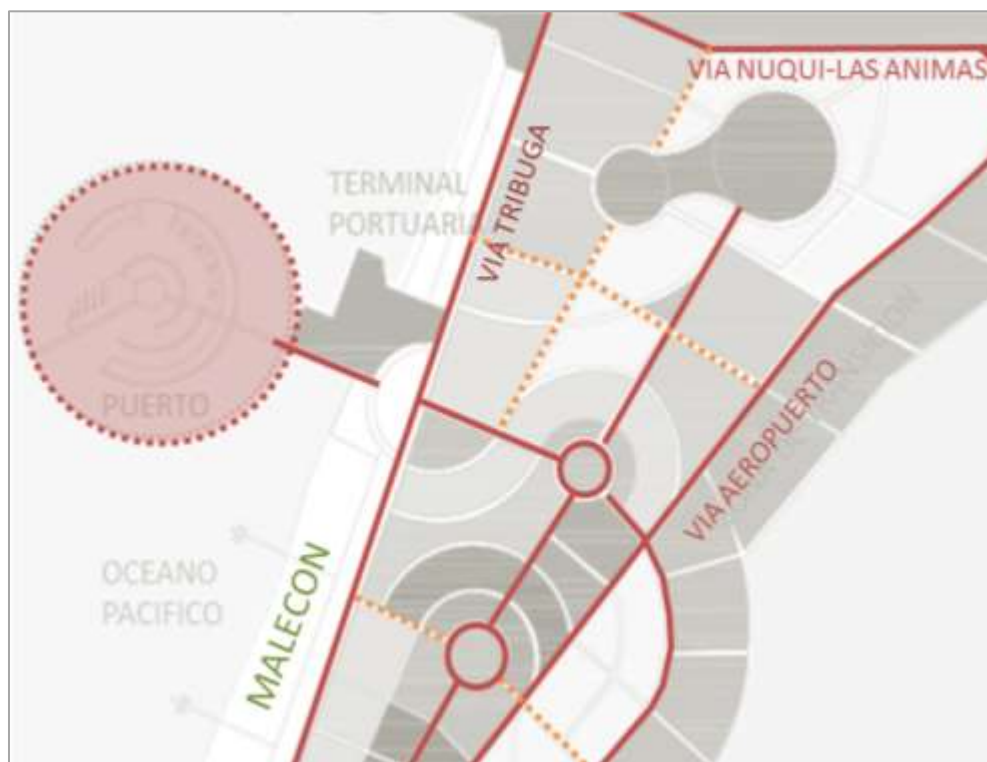 VIA NUQUI-LAS ANIMAS
TERMINAL
PORTUARIA
VIA TRIBUGA
PUERTO
VIA AEROPUERTO
OCEANO
PACIFICO
MALECON